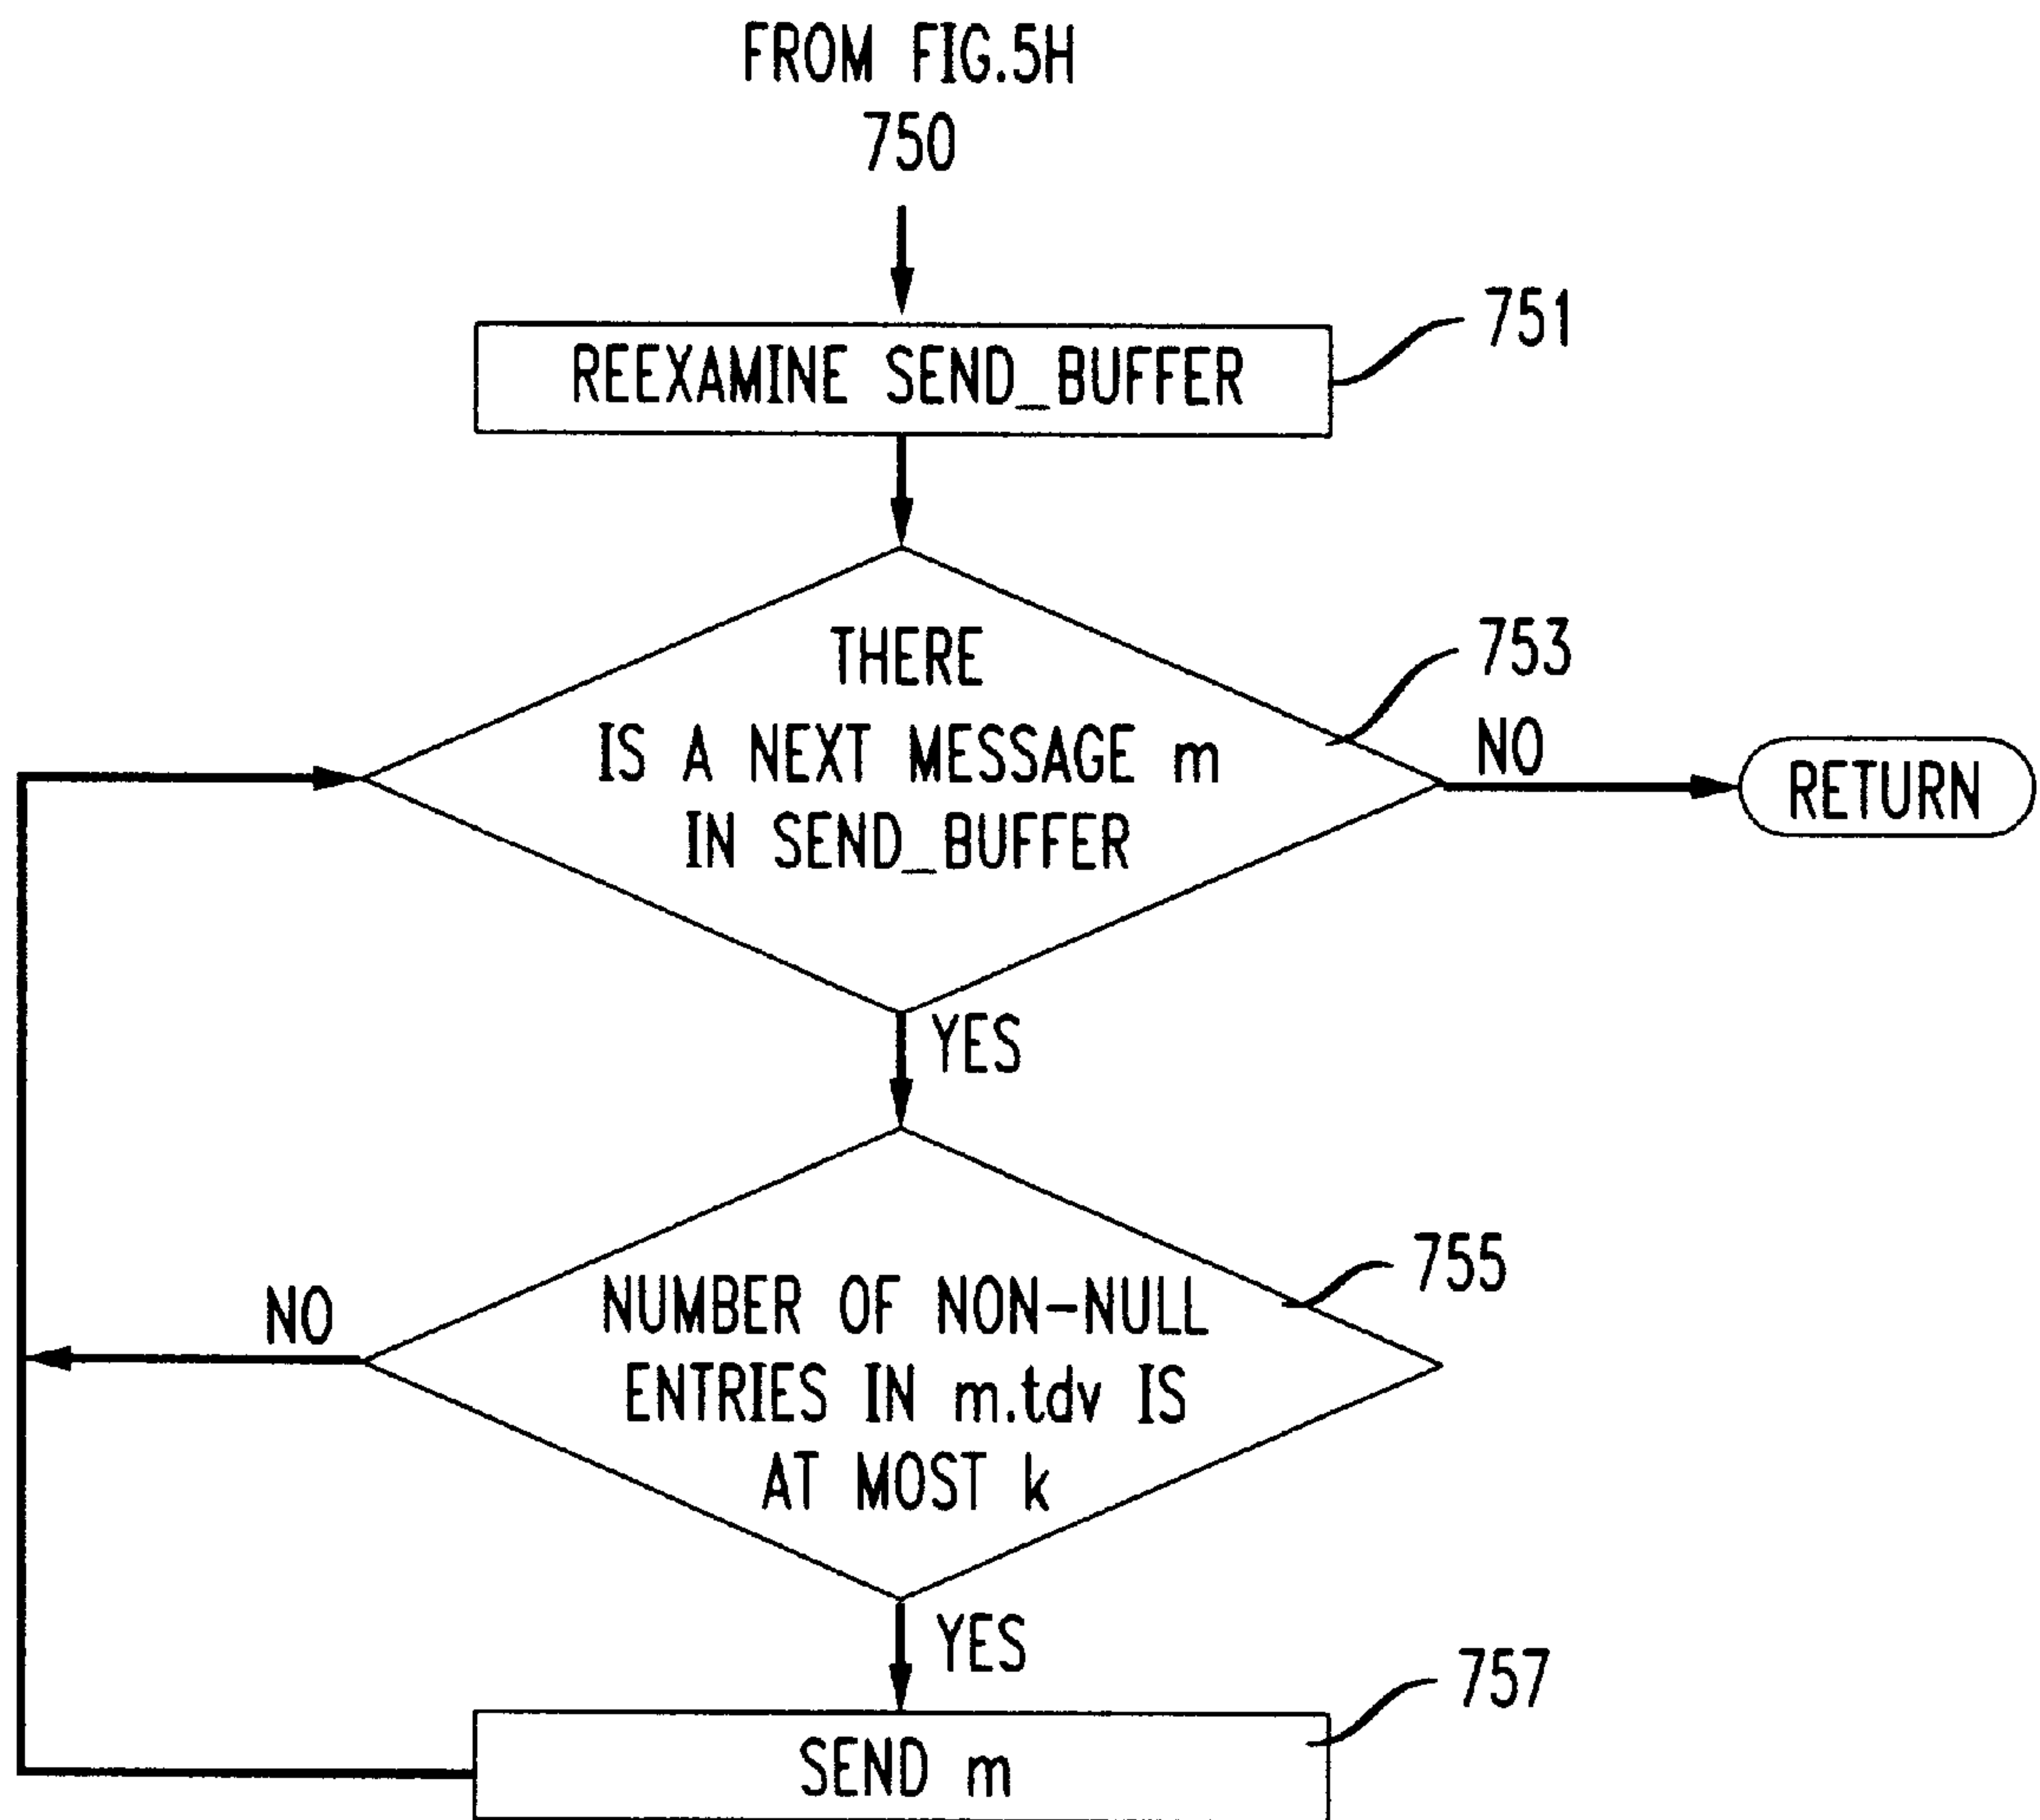 FROM FIG.5H
750
REEXAMINE SEND_BUFFER
751
THERE
IS A NEXT MESSAGE m
IN SEND_BUFFER
753
NO
RETURN
YES
NUMBER OF NON-NULL
ENTRIES IN m.tdv IS
AT MOST k
755
NO
YES
SEND m
757